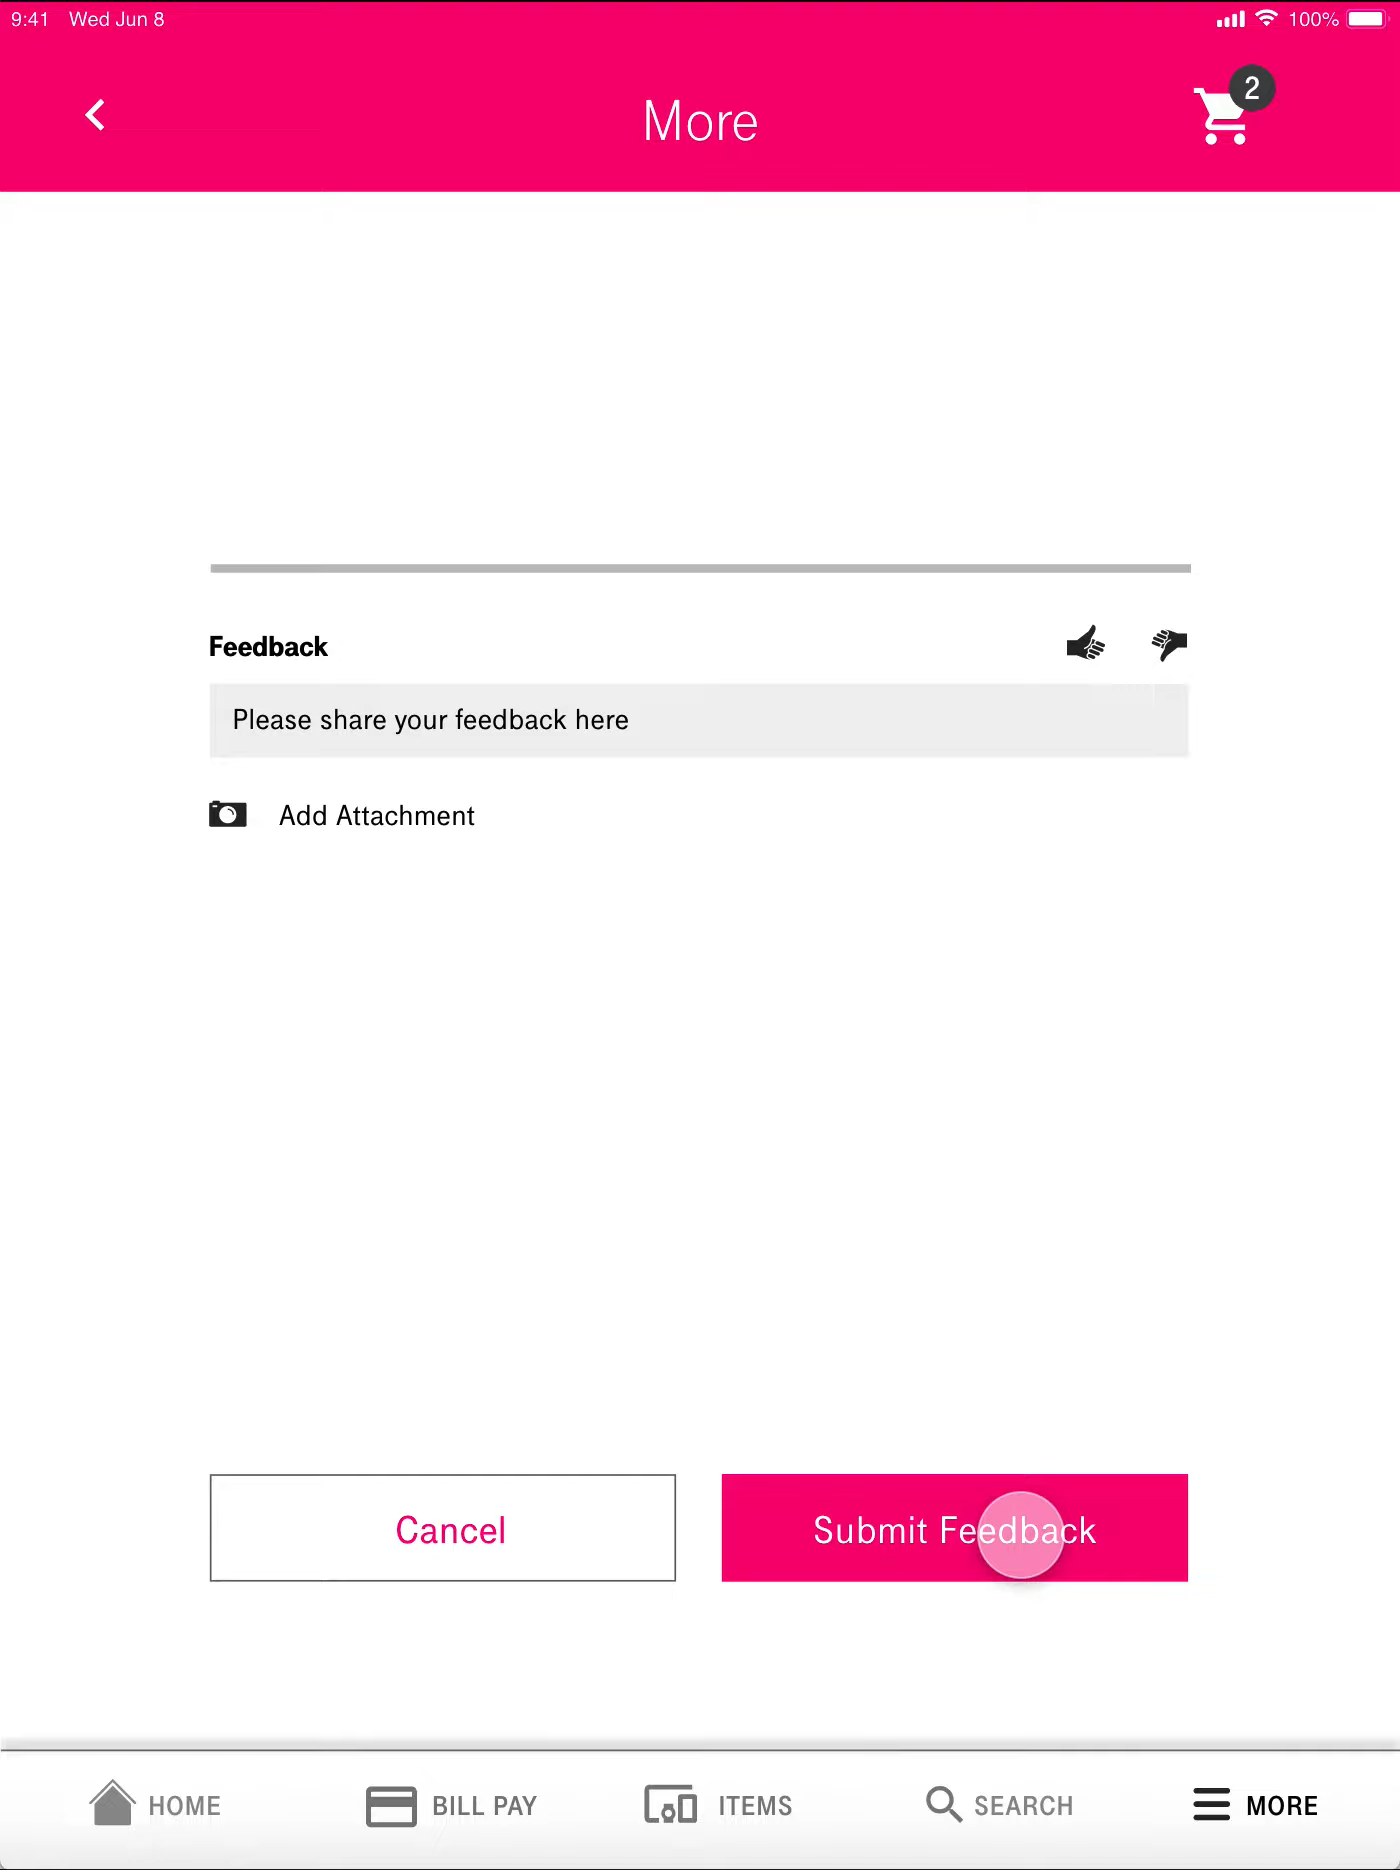 9:41 Wed Jun 8 100%
More
2
Feedback
Please share your feedback here
Add Attachment
Cancel Submit Feedback
HOME BILL PAY ITEMS SEARCH MORE